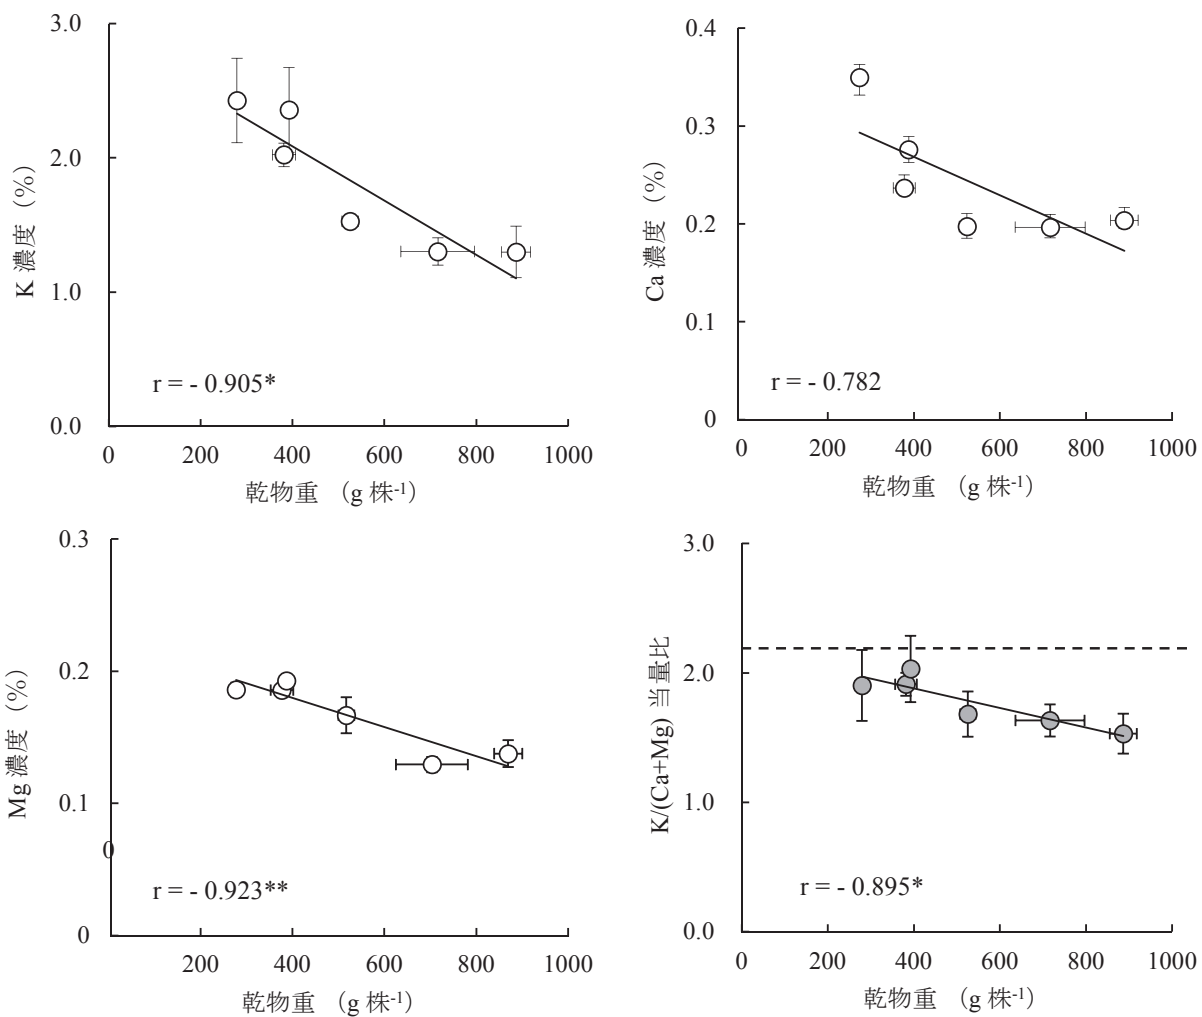 3.0
2.0
1.0
0.0
K 濃度（%）
r = - 0.905*
0 200 400 600 800 1000
乾物重 （g 株-1）
0.4
0.3
0.2
0.1
0
Ca 濃度（%）
r = - 0.782
0 200 400 600 800 1000
乾物重 （g 株-1）
0.3
0.2
0.1
0
0
Mg 濃度（%）
r = - 0.923**
200 400 600 800 1000
乾物重 （g 株-1）
3.0
2.0
1.0
0.0
K/(Ca+Mg) 当量比
r = - 0.895*
0 200 400 600 800 1000
乾物重 （g 株-1）